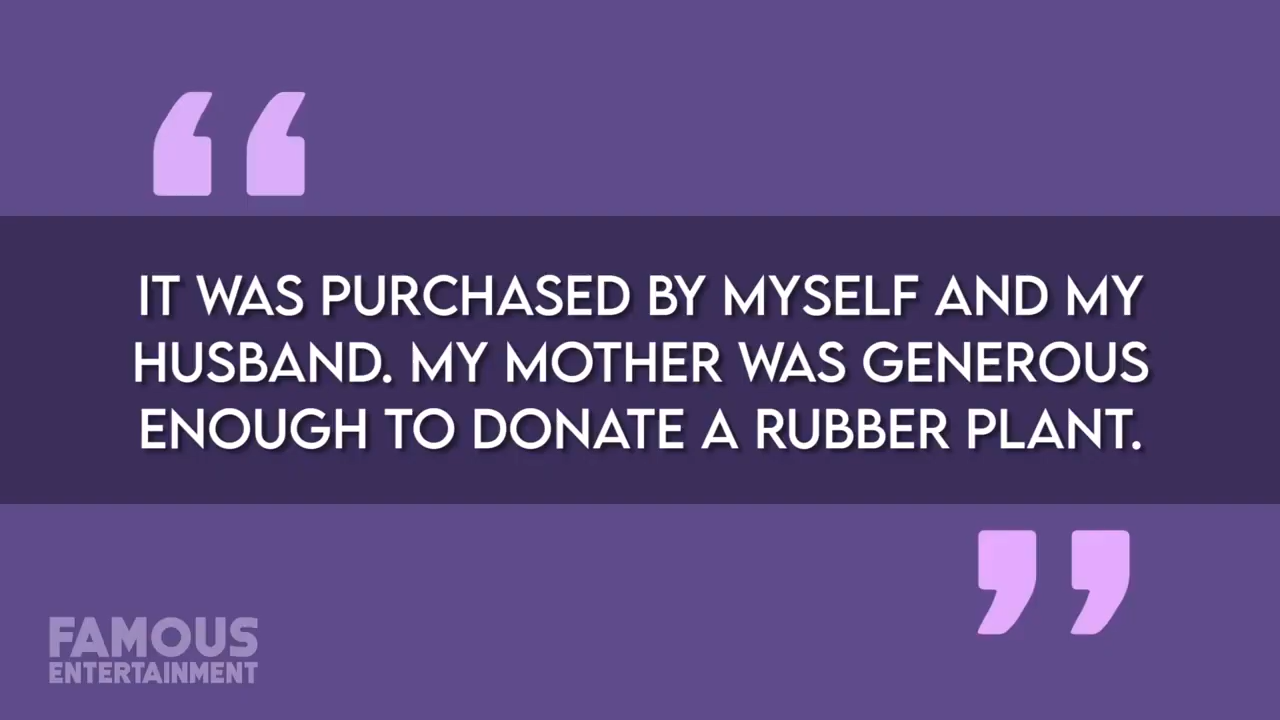 IT WAS PURCHASED BY MYSELF AND MY
HUSBAND. MY MOTHER WAS GENEROUS
ENOUGH TO DONATE A RUBBER PLANT.
FAMOUS
ENTERTAINMENT